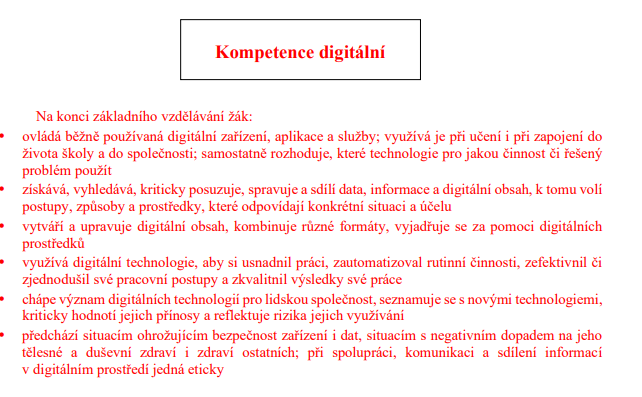 Kompetence digitální
Na konci základního vzdělávání žák:
• ovládá běžně používaná digitální zařízení, aplikace a služby; využívá je při učení i při zapojení do
života školy a do společnosti; samostatně rozhoduje, které technologie pro jakou činnost či řešený
problém použít
• získává, vyhledává, kriticky posuzuje, spravuje a sdílí data, informace a digitální obsah, k tomu volí
postupy, způsoby a prostředky, které odpovídají konkrétní situaci a účelu
• vytváří a upravuje digitální obsah, kombinuje různé formáty, vyjadřuje se za pomoci digitálních
prostředků
• využívá digitální technologie, aby si usnadnil práci, zautomatizoval rutinní činnosti, zefektivnil či
zjednodušil své pracovní postupy a zkvalitnil výsledky své práce
• chápe význam digitálních technologií pro lidskou společnost, seznamuje se s novými technologiemi,
kriticky hodnotí jejich přínosy a reflektuje rizika jejich využívání
• předchází situacím ohrožujícím bezpečnost zařízení i dat, situacím s negativním dopadem na jeho
tělesné a duševní zdraví i zdraví ostatních; při spolupráci, komunikaci a sdílení informací
v digitálním prostředí jedná eticky